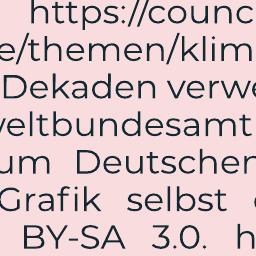 https://counc
e/themen/klim
Dekaden verwe
weltbundesamt
um Deutschen
Grafik selbst
BY-SA 3.0. h